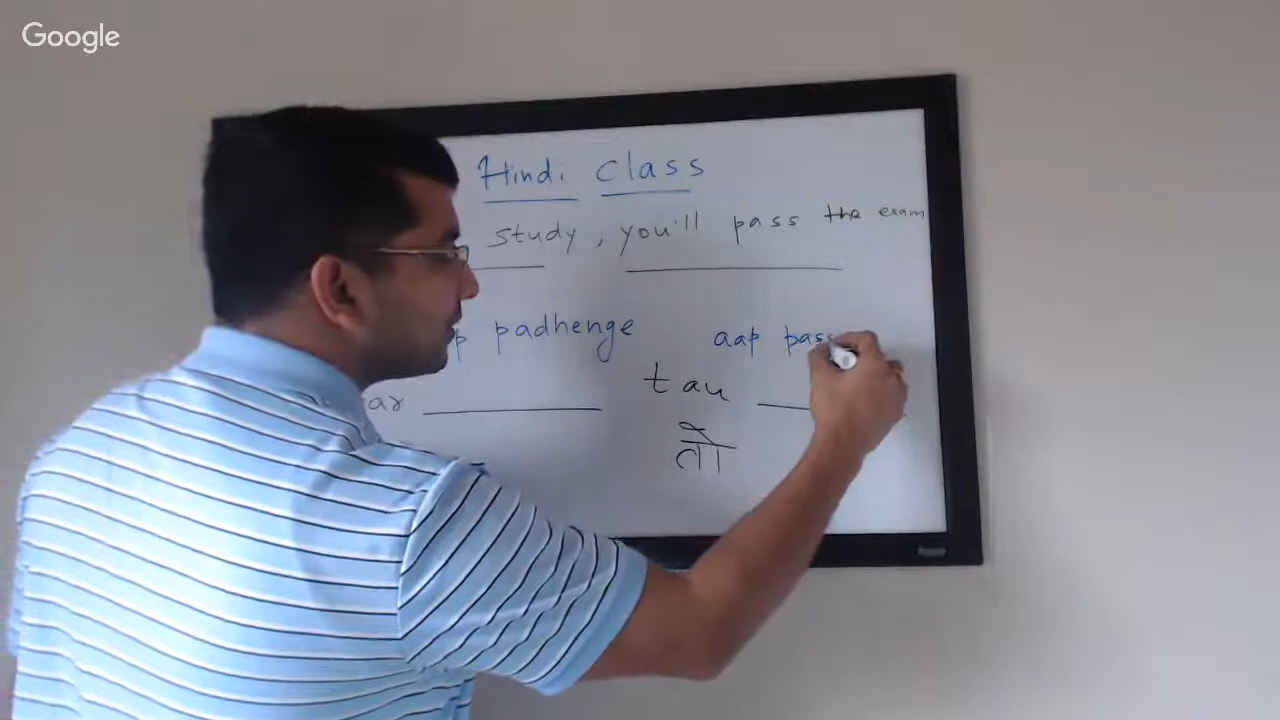 Google
Hindi class
study, you'll pass the exam
p padhenge aap pass
ar tau
तो